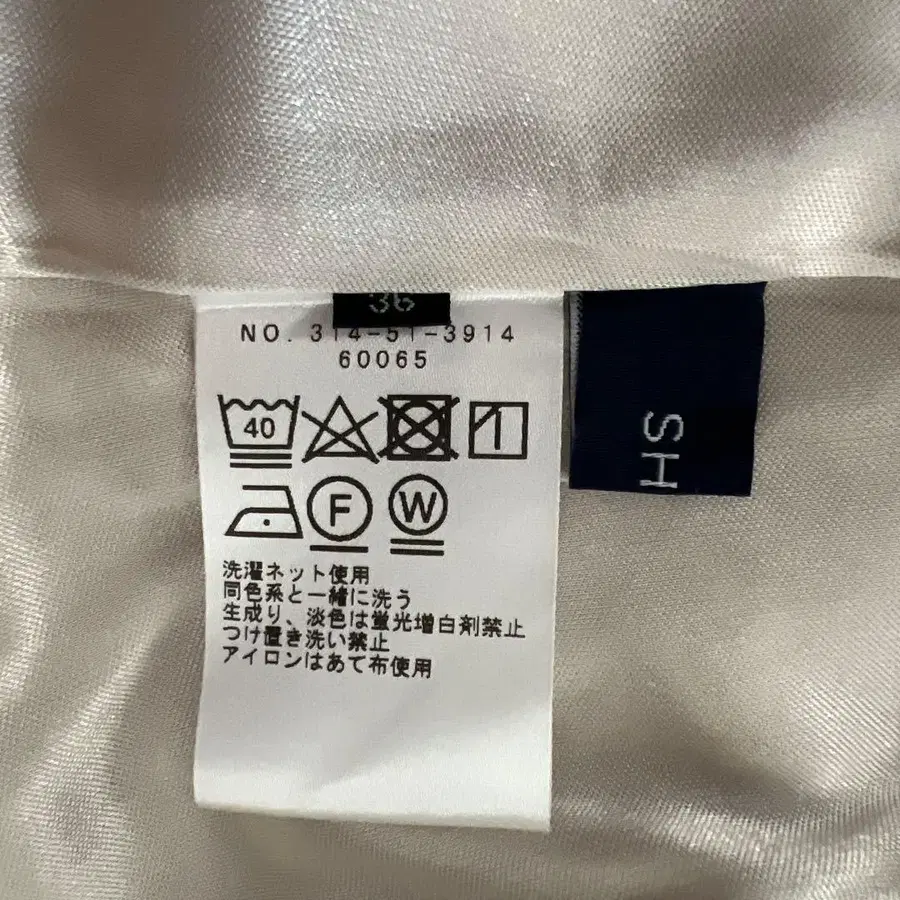 36
NO. 314-51-3914
60065
40
F
W
洗濯ネット使用
同色系と一緒に洗う
生成り、淡色は蛍光増白剤禁止
つけ置き洗い禁止
アイロンはあて布使用
SH